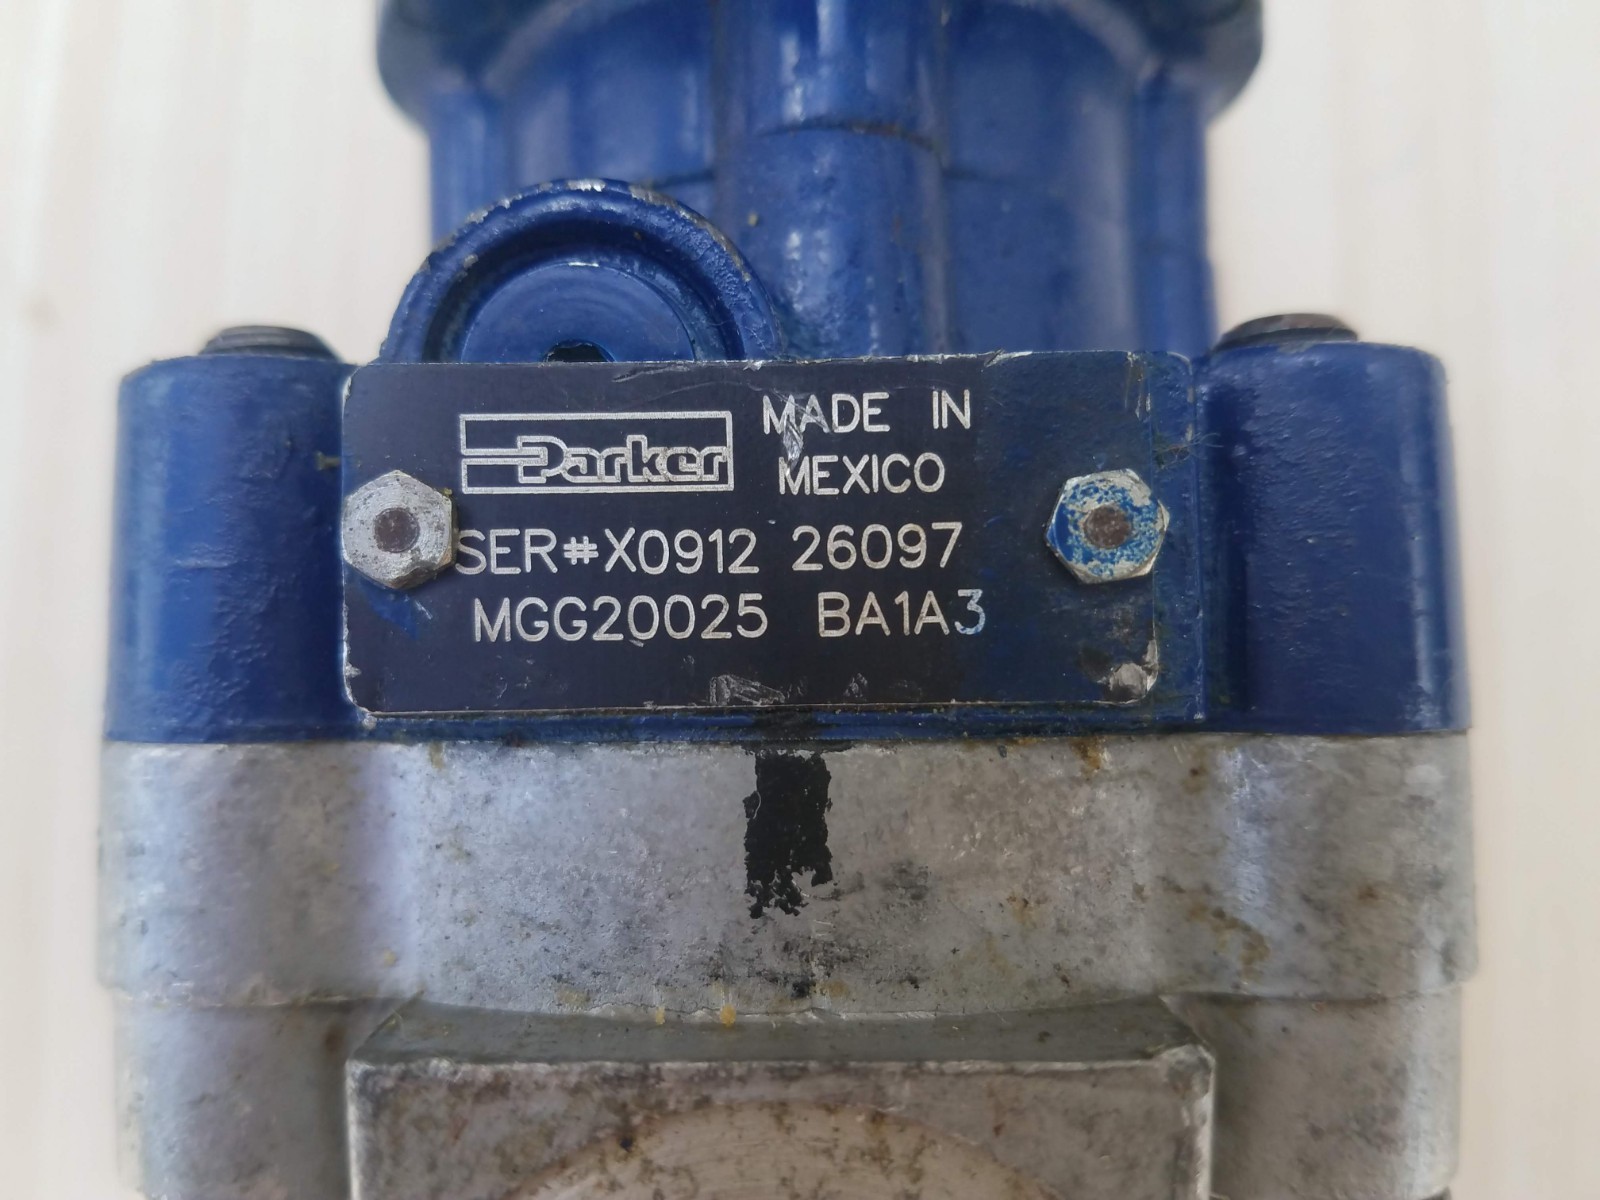 Parker
MADE IN
MEXICO
SER#X0912 26097
MGG20025 BA1A3